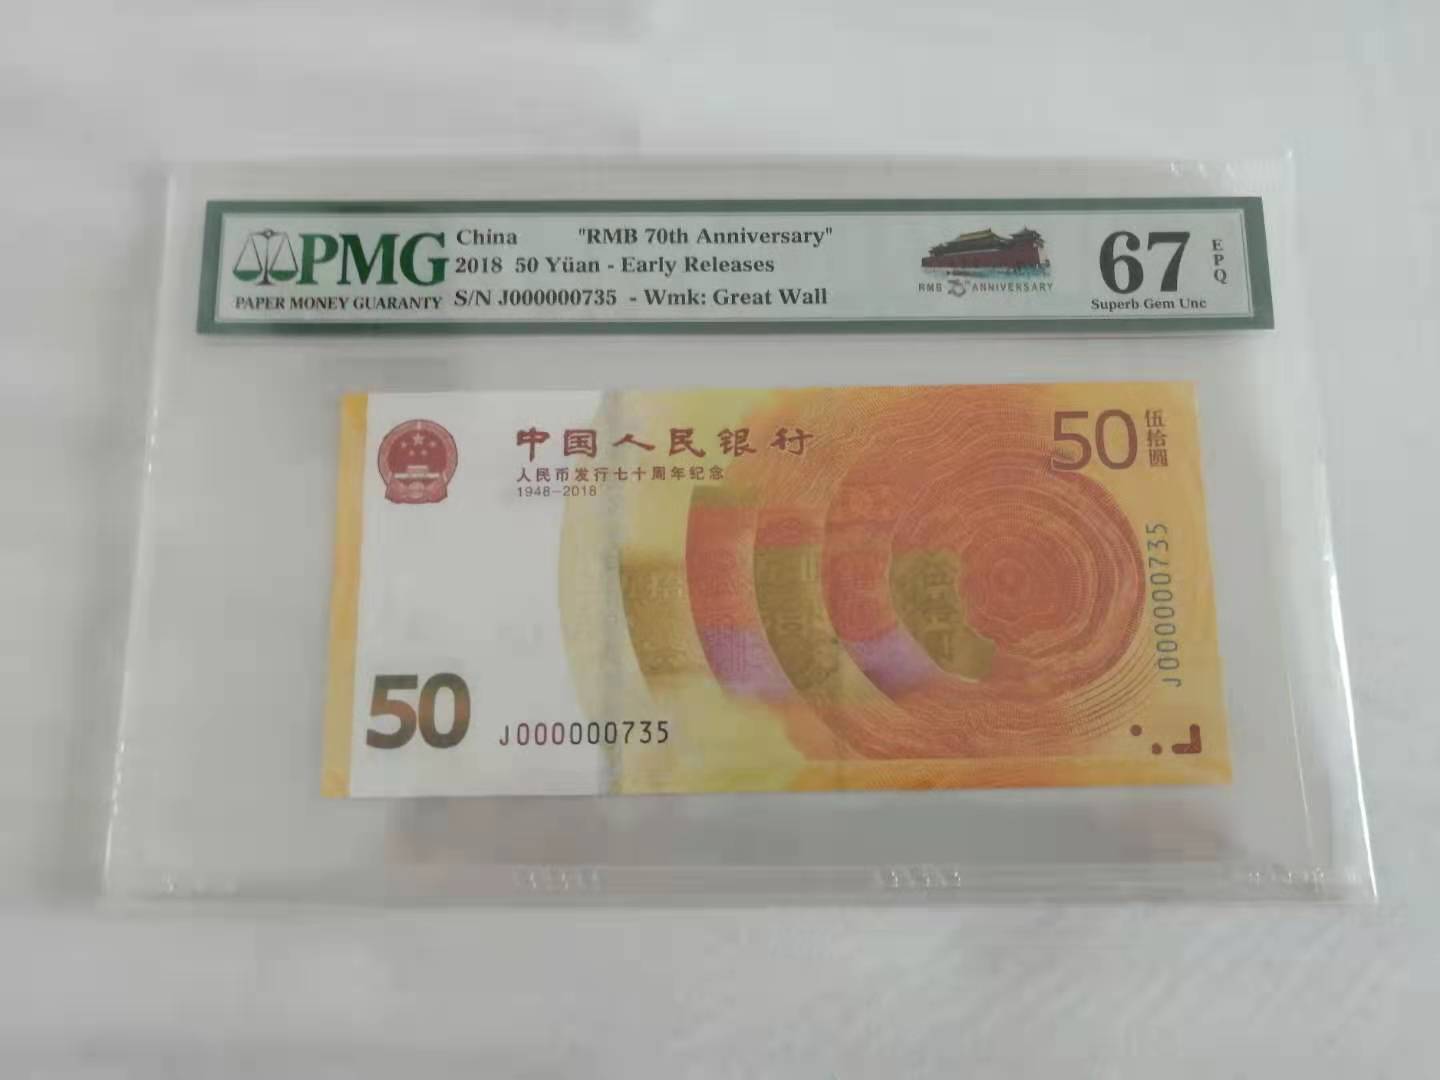 PMG
PAPER MONEY GUARANTY
China "RMB 70th Anniversary"
2018 50 Yüan - Early Releases
S/N J000000735 - Wmk: Great Wall
RMB 70th ANNIVERSARY
67
EPQ
Superb Gem Unc
中国人民银行
人民币发行七十周年纪念
1948-2018
50
伍拾圆
J000000735
50
J000000735